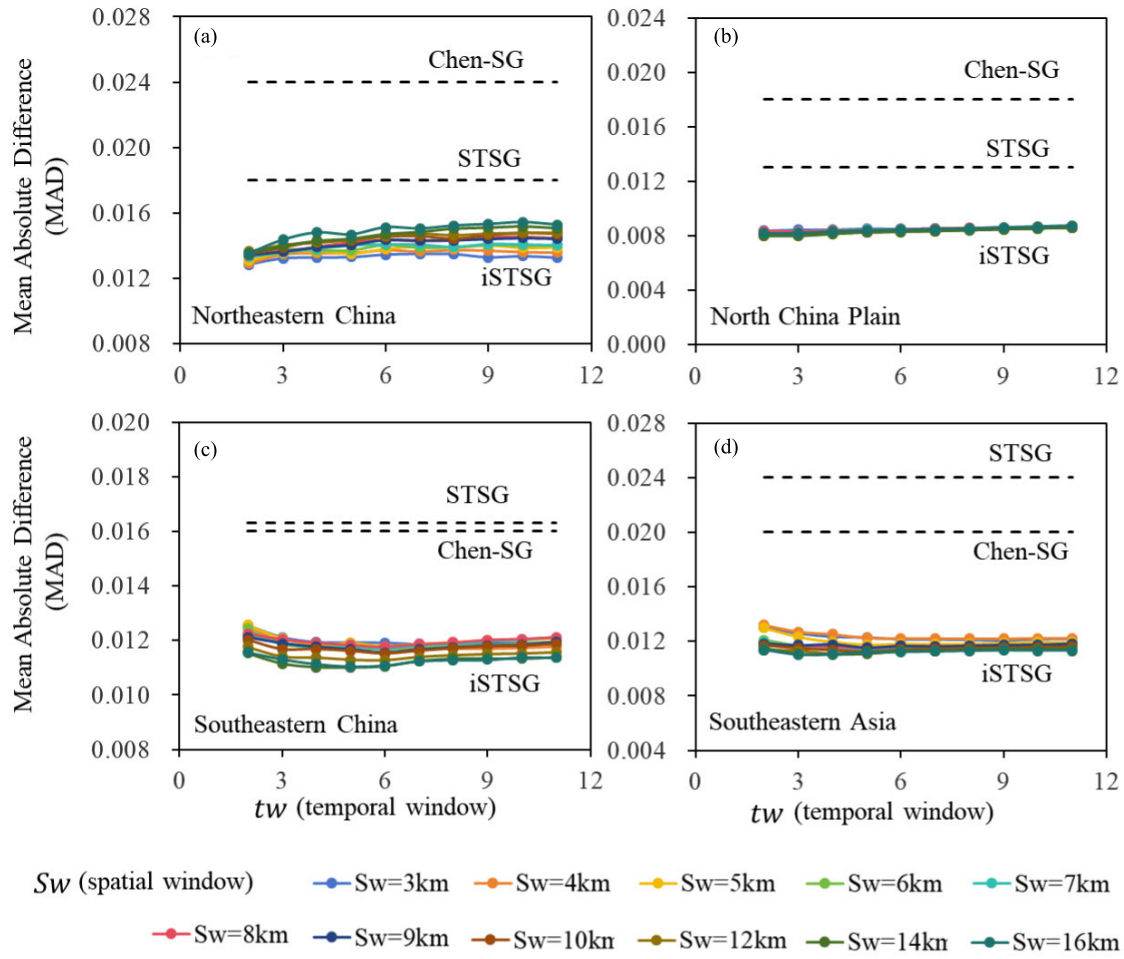 Mean Absolute Difference
(MAD)
0.028
0.024
0.020
0.016
0.012
0.008
(a)
Chen-SG
STSG
iSTSG
Northeastern China
0
3
6
9
12
0.024
0.020
0.016
0.012
0.008
0.004
0.000
(b)
Chen-SG
STSG
iSTSG
North China Plain
0
3
6
9
12
Mean Absolute Difference
(MAD)
0.020
0.018
0.016
0.014
0.012
0.010
0.008
(c)
STSG
Chen-SG
iSTSG
Southeastern China
0
3
6
9
12
tw (temporal window)
0.028
0.024
0.020
0.016
0.012
0.008
0.004
(d)
STSG
Chen-SG
iSTSG
Southeastern Asia
0
3
6
9
12
tw (temporal window)
Sw (spatial window)
Sw=3km
Sw=4km
Sw=5km
Sw=6km
Sw=7km
Sw=8km
Sw=9km
Sw=10km
Sw=12km
Sw=14km
Sw=16km